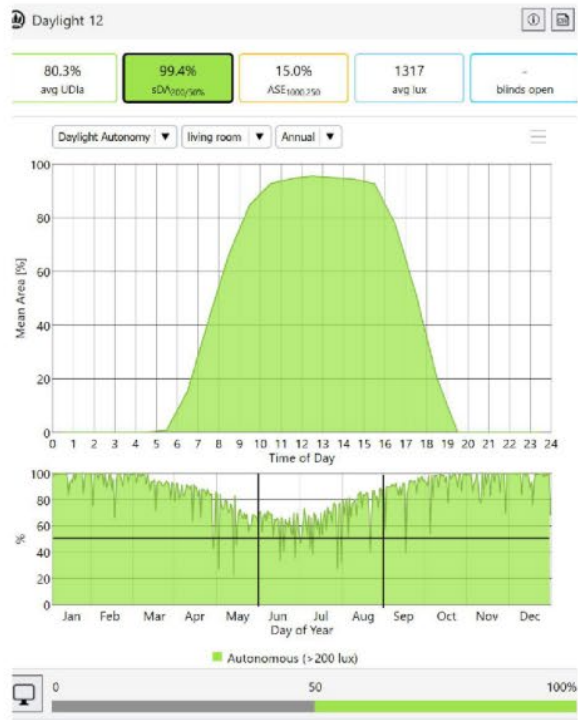 Daylight 12
80.3% 99.4% 15.0% 1317 -
avg UDIa sDA200/50% ASE1000,250 avg lux blinds open
Daylight Autonomy ▼ living room ▼ Annual ▼
Mean Area [%]
100
80
60
40
20
0
0 1 2 3 4 5 6 7 8 9 10 11 12 13 14 15 16 17 18 19 20 21 22 23 24
Time of Day
%
100
80
60
40
20
0
Jan Feb Mar Apr May Jun Jul Aug Sep Oct Nov Dec
Day of Year
Autonomous (>200 lux)
0 50 100%